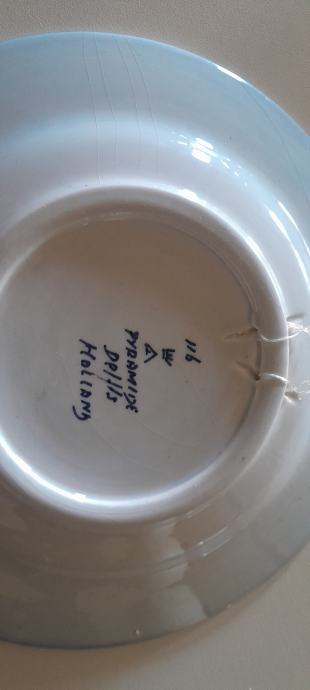 116
W
PYRAMIDE
Delfts
HOLLAND